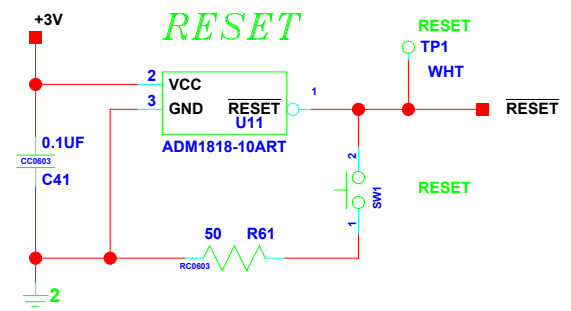 +3V
RESET
RESET
TP1
WHT
2
VCC
3
GND
RESET
1
U11
ADM1818-10ART
RESET
0.1UF
CC0603
C41
2
SW1
1
RESET
50
R61
RC0603
2